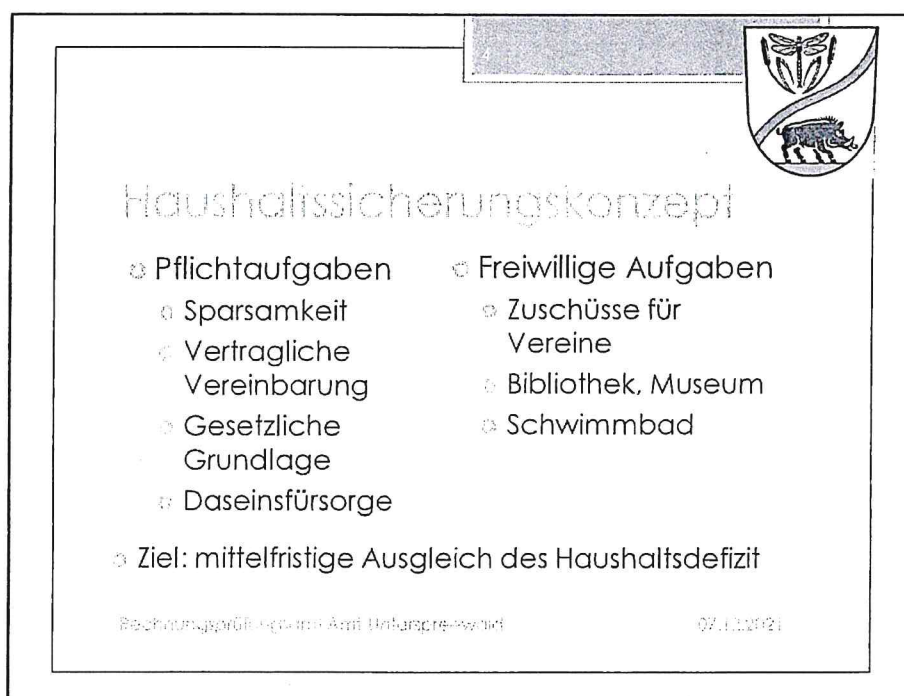 Haushaltssicherungskonzept
Pflichtaufgaben
Sparsamkeit
Vertragliche
Vereinbarung
Gesetzliche
Grundlage
Daseinsfürsorge
Freiwillige Aufgaben
Zuschüsse für
Vereine
Bibliothek, Museum
Schwimmbad
Ziel: mittelfristige Ausgleich des Haushaltsdefizit
Rechnungsprüfungsamt Amt Unterspreewald